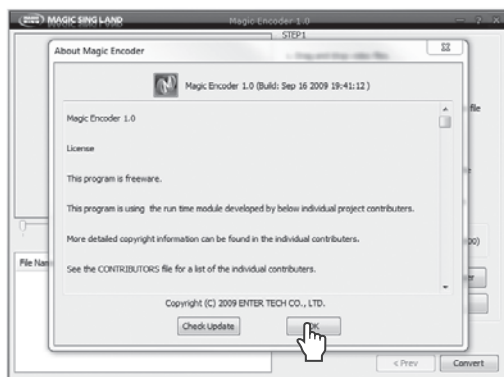 MAGIC SING LAND
Magic Encoder 1.0
STEP1
About Magic Encoder
Magic Encoder 1.0 (Build: Sep 16 2009 19:41:12 )
Magic Encoder 1.0
License
This program is freeware.
This program is using the run time module developed by below individual project contributers.
More detailed copyright information can be found in the individual contributers.
See the CONTRIBUTORS file for a list of the individual contributers.
Copyright (C) 2009 ENTER TECH CO., LTD.
Check Update
OK
file
File Nam
< Prev
Convert